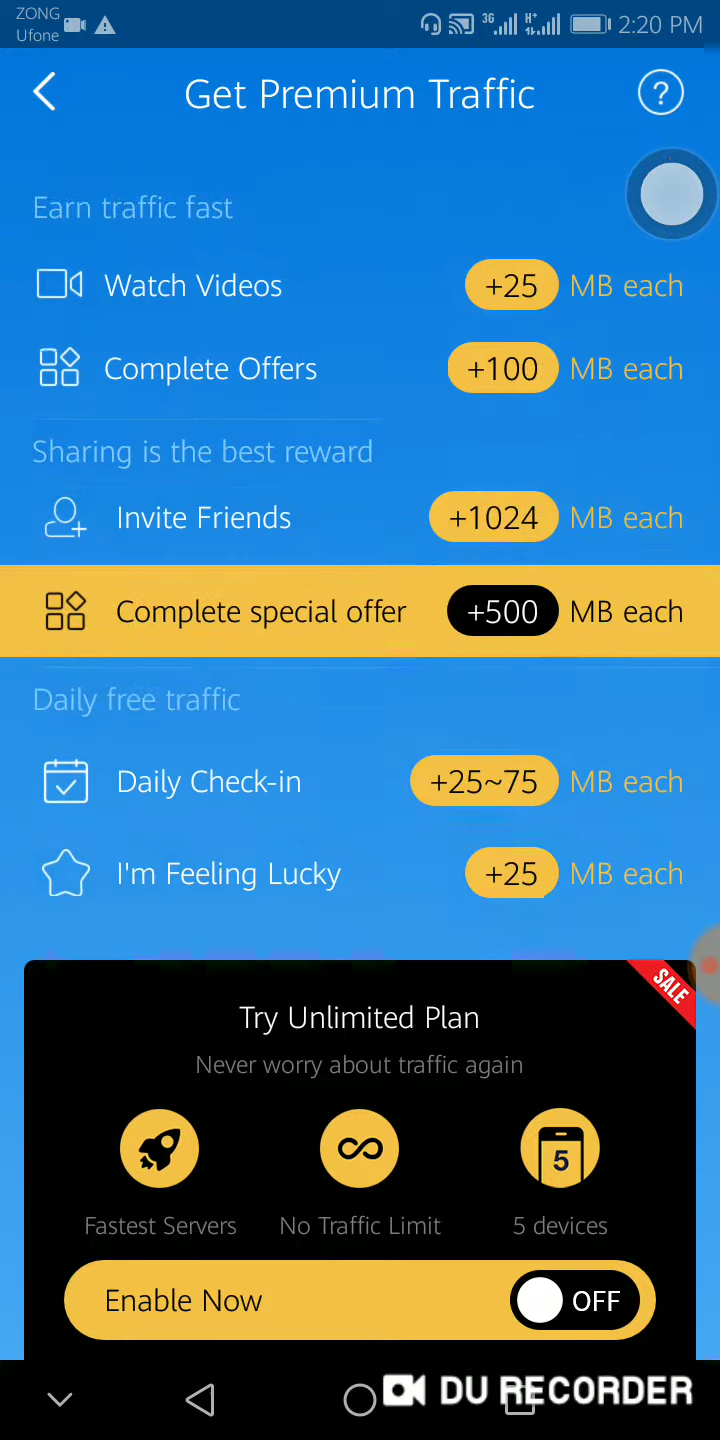 ZONG
Ufone
3G
H+
2:20 PM
Get Premium Traffic
?
Earn traffic fast
Watch Videos +25 MB each
Complete Offers +100 MB each
Sharing is the best reward
Invite Friends +1024 MB each
Complete special offer +500 MB each
Daily free traffic
Daily Check-in +25~75 MB each
I'm Feeling Lucky +25 MB each
SALE
Try Unlimited Plan
Never worry about traffic again
5
Fastest Servers No Traffic Limit 5 devices
Enable Now OFF
DU RECORDER